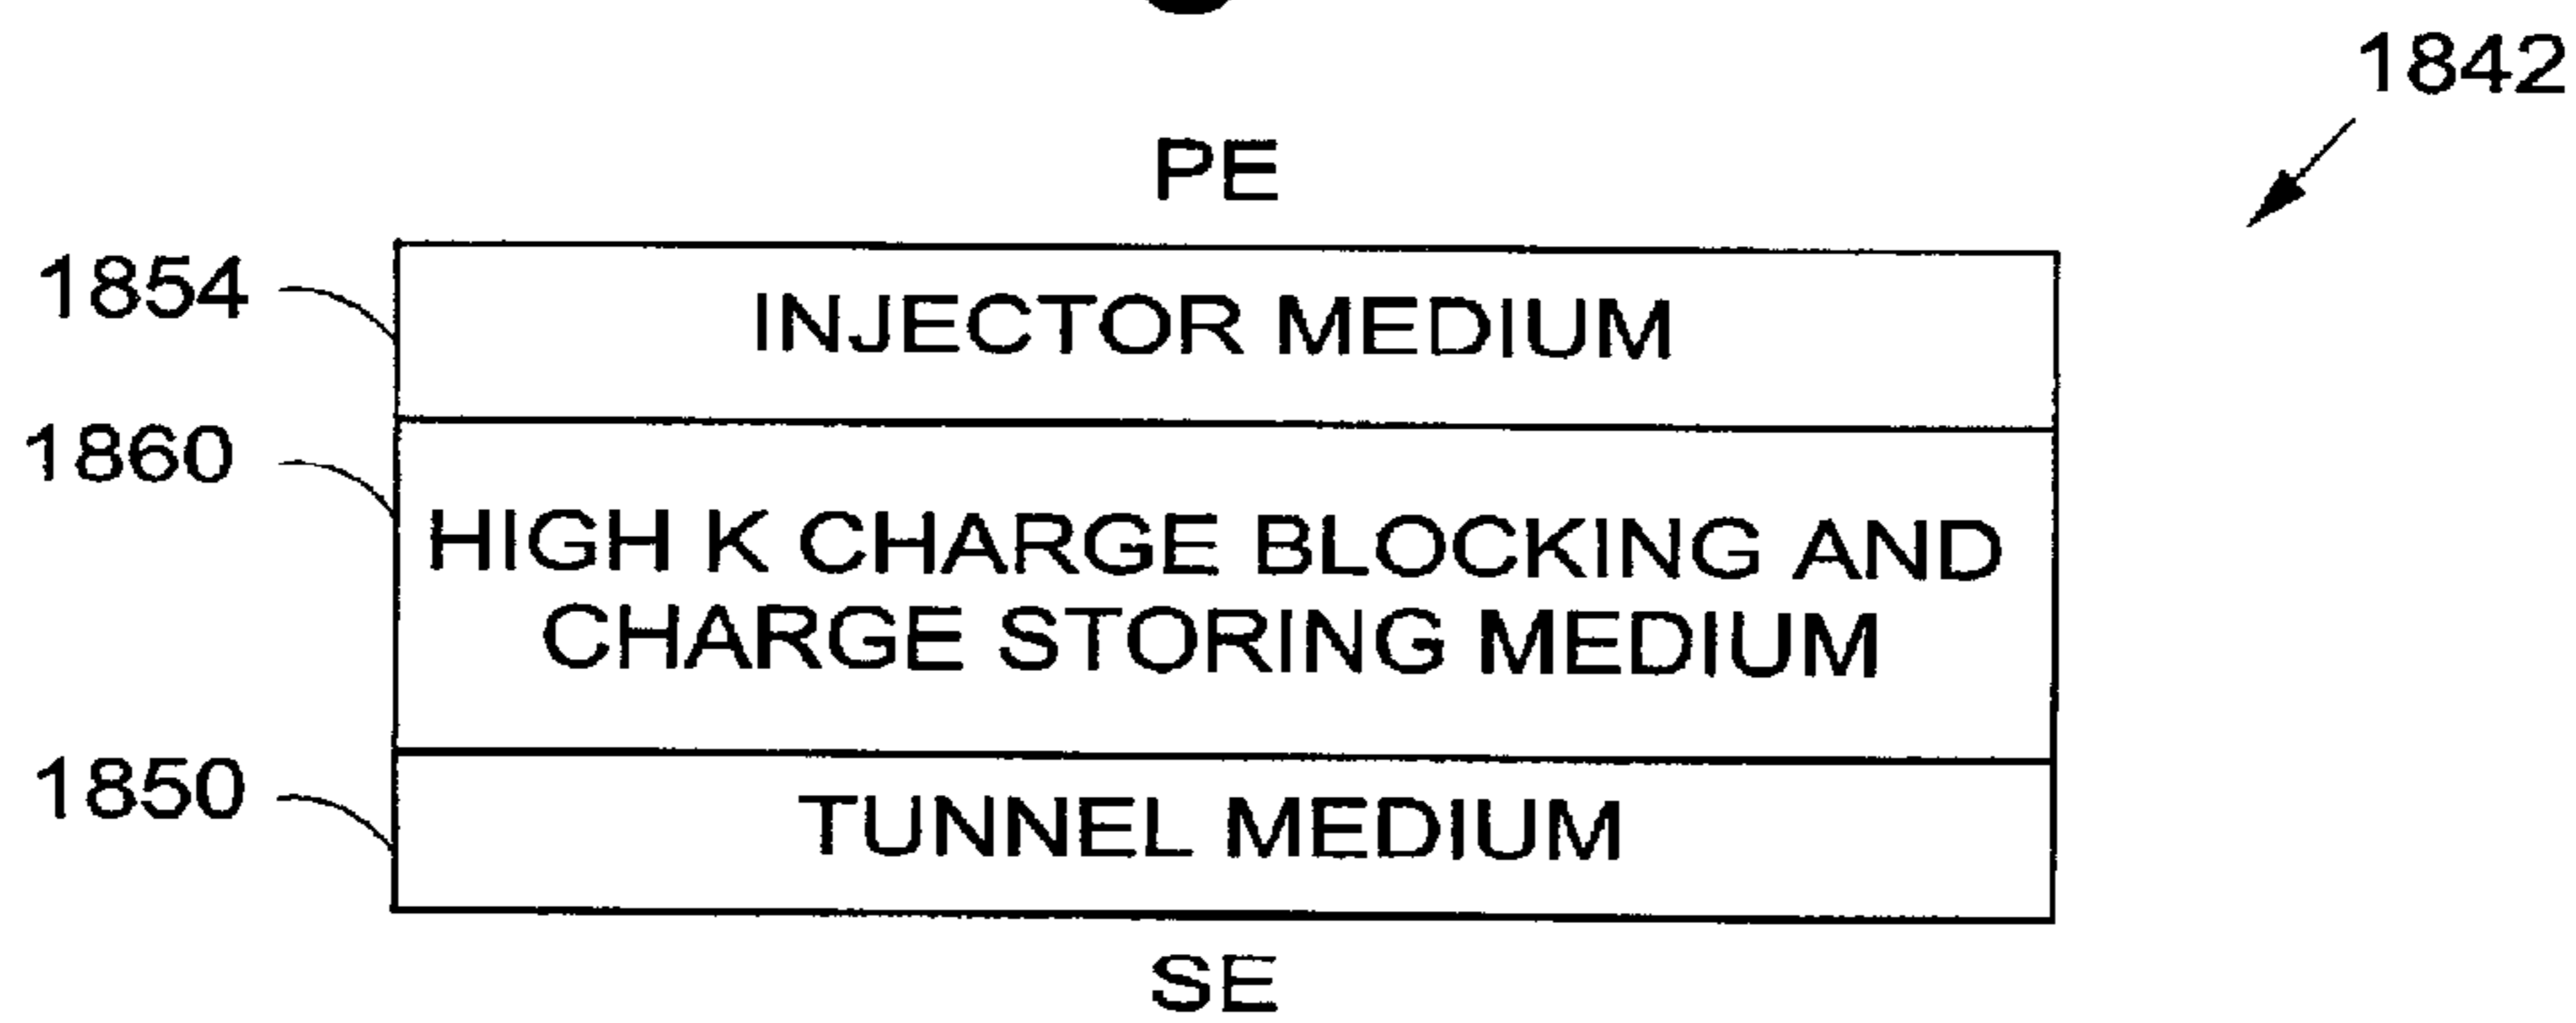 1842
PE
1854
INJECTOR MEDIUM
1860
HIGH K CHARGE BLOCKING AND
CHARGE STORING MEDIUM
1850
TUNNEL MEDIUM
SE